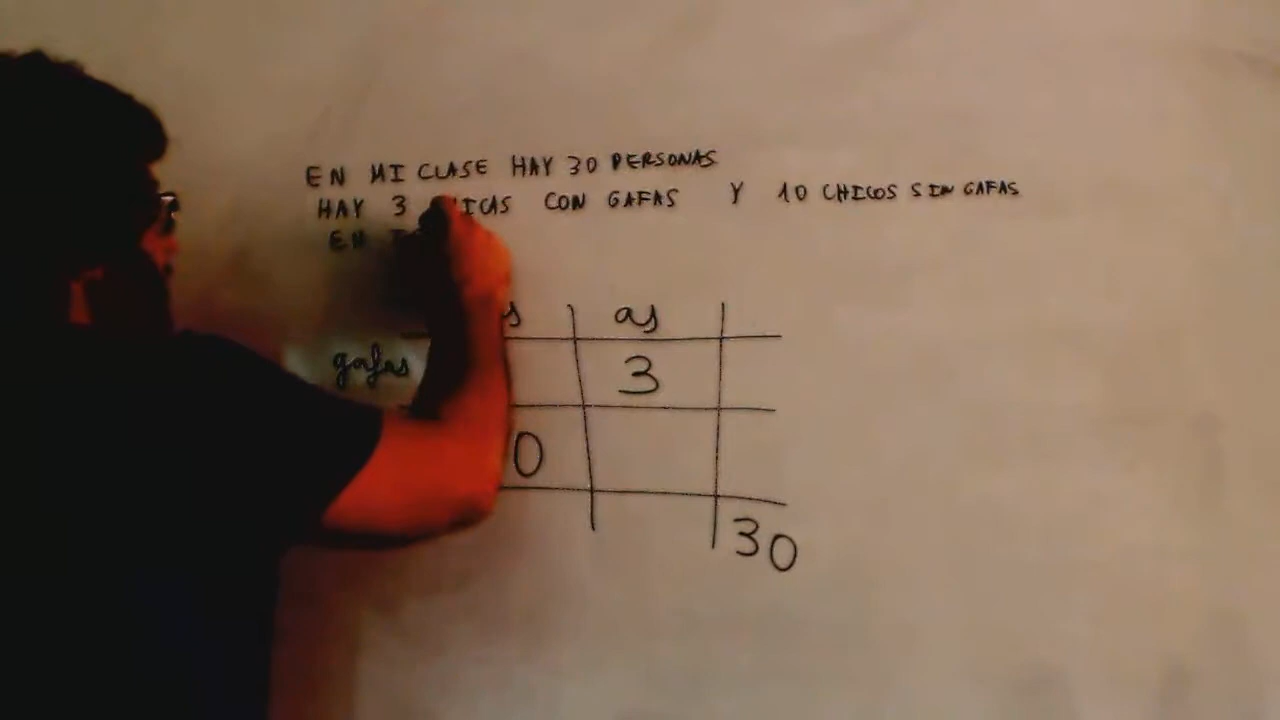 EN MI CLASE HAY 30 PERSONAS
HAY 3 CON GAFAS Y 10 CHICOS SIN GAFAS
EN
as
gafas
3
0
30